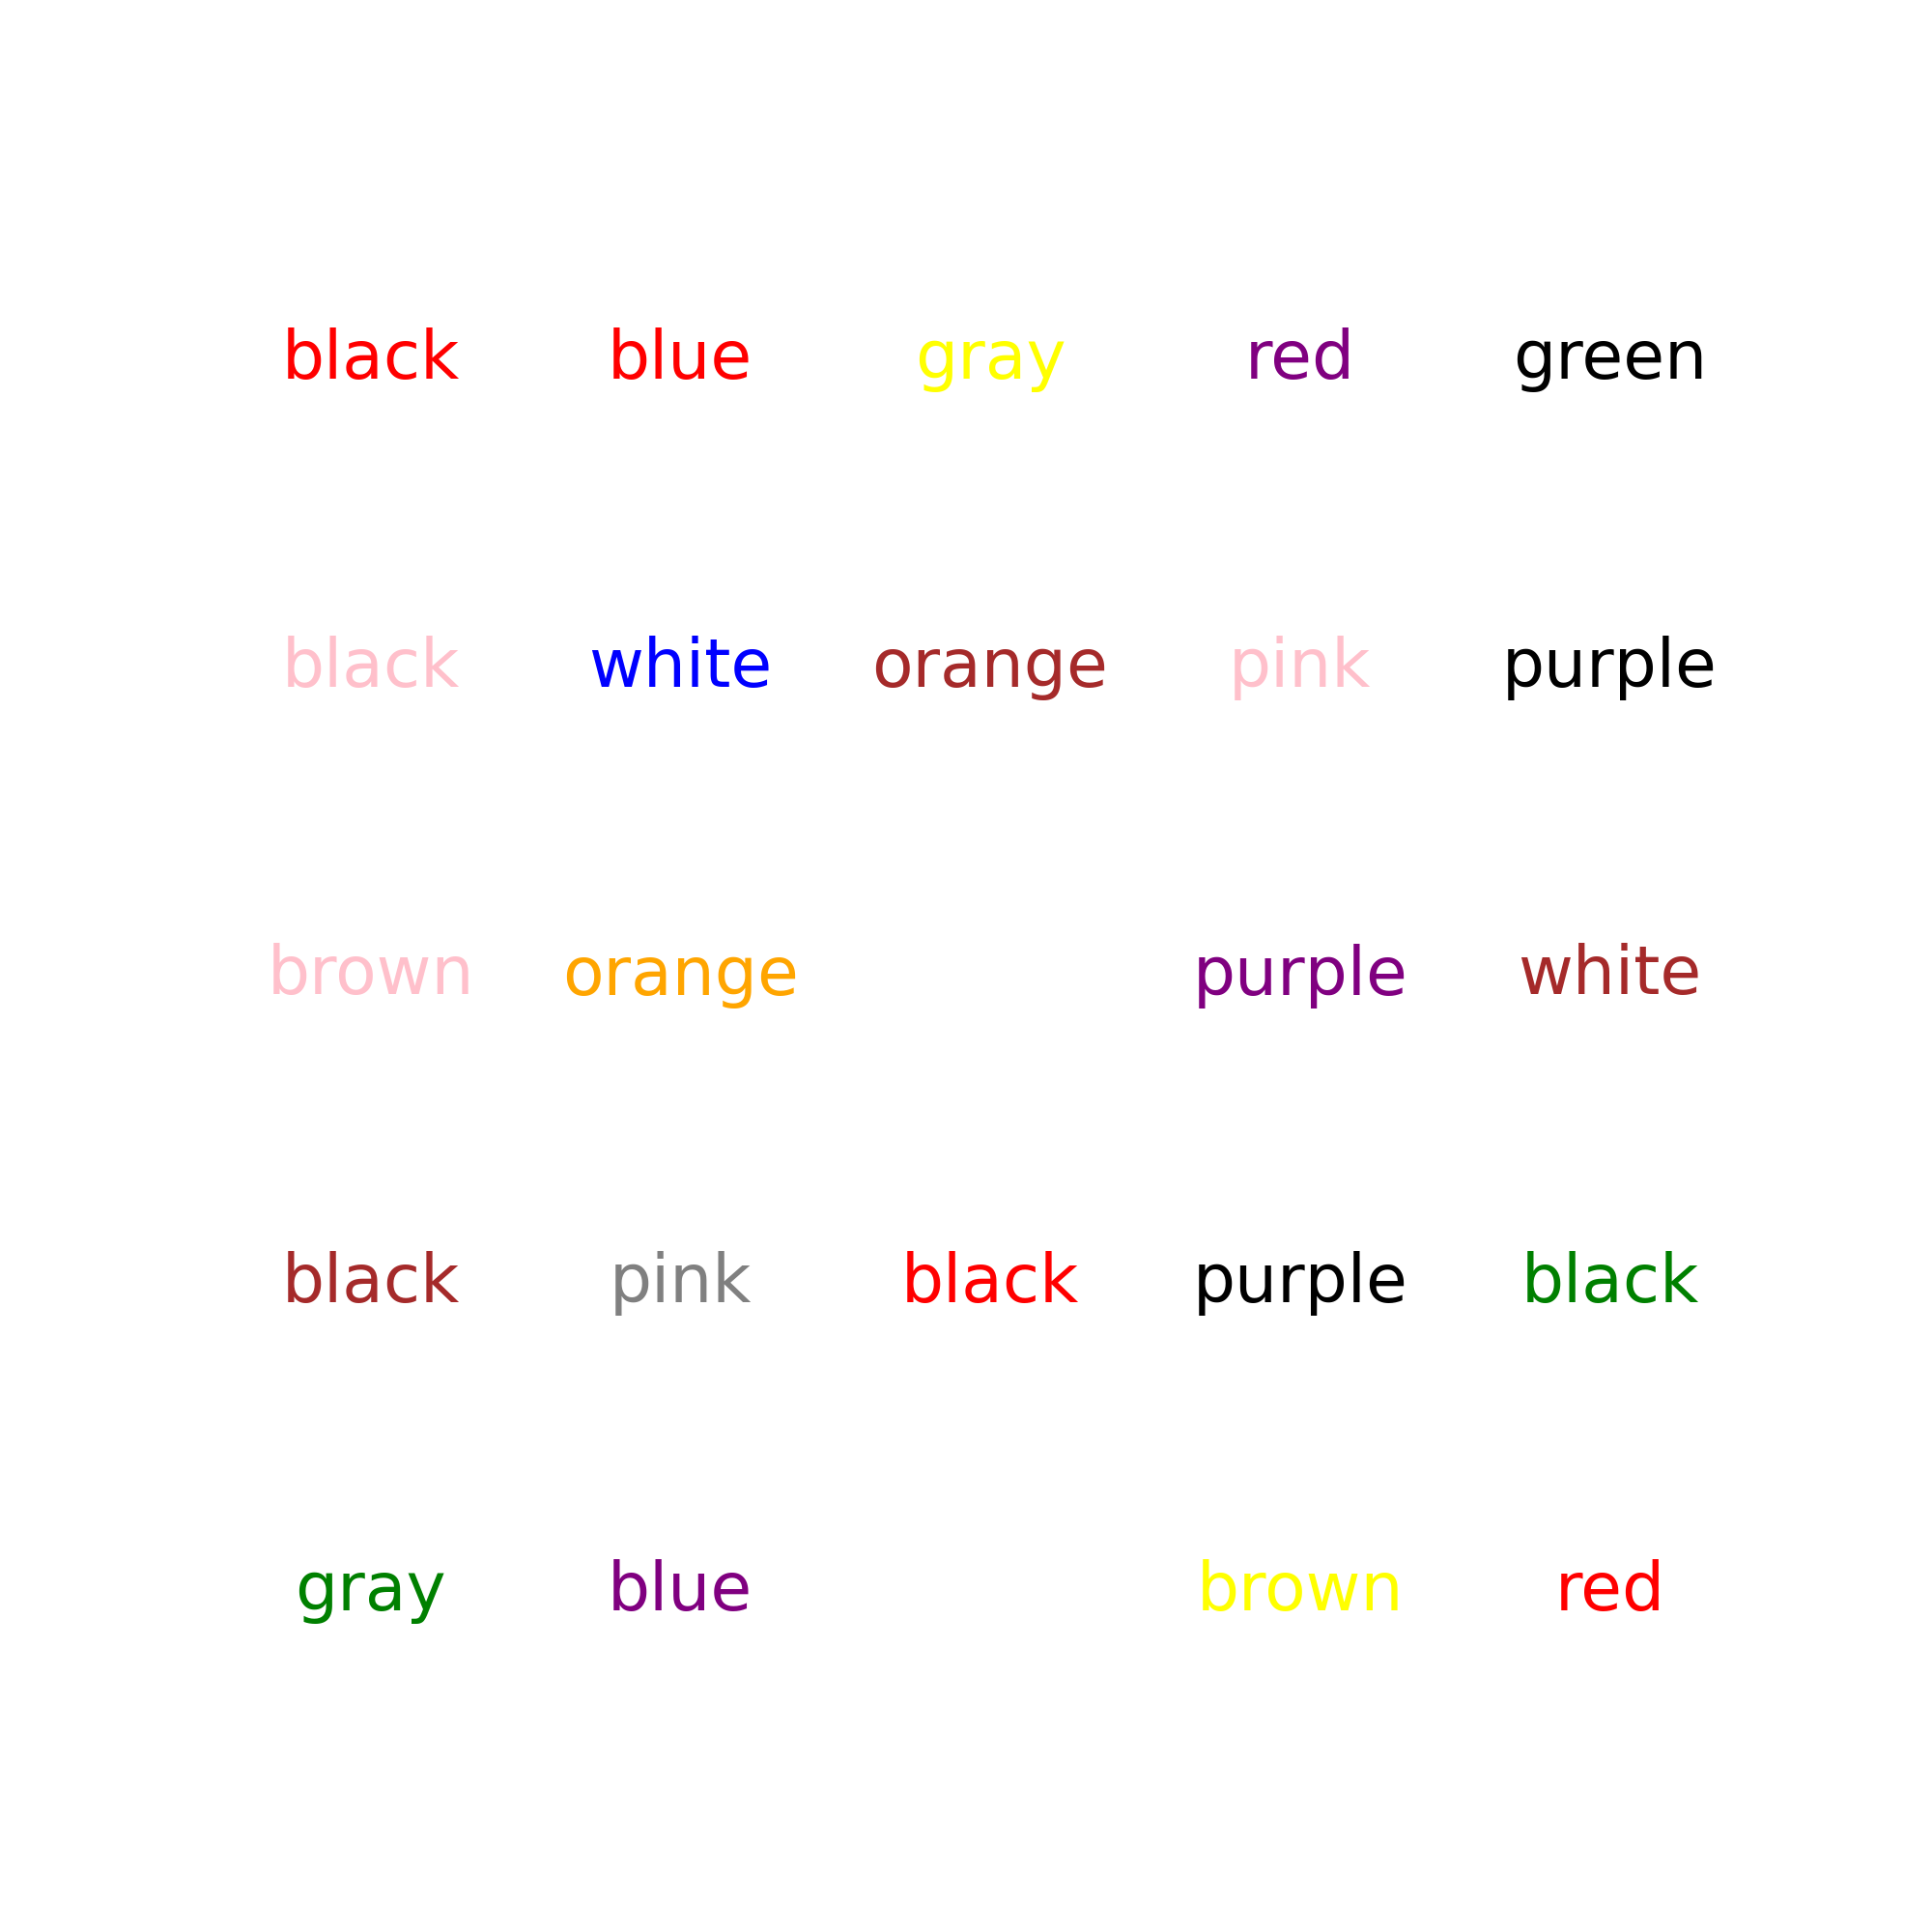 black blue gray red green
black white orange pink purple
brown orange purple white
black pink black purple black
gray blue brown red